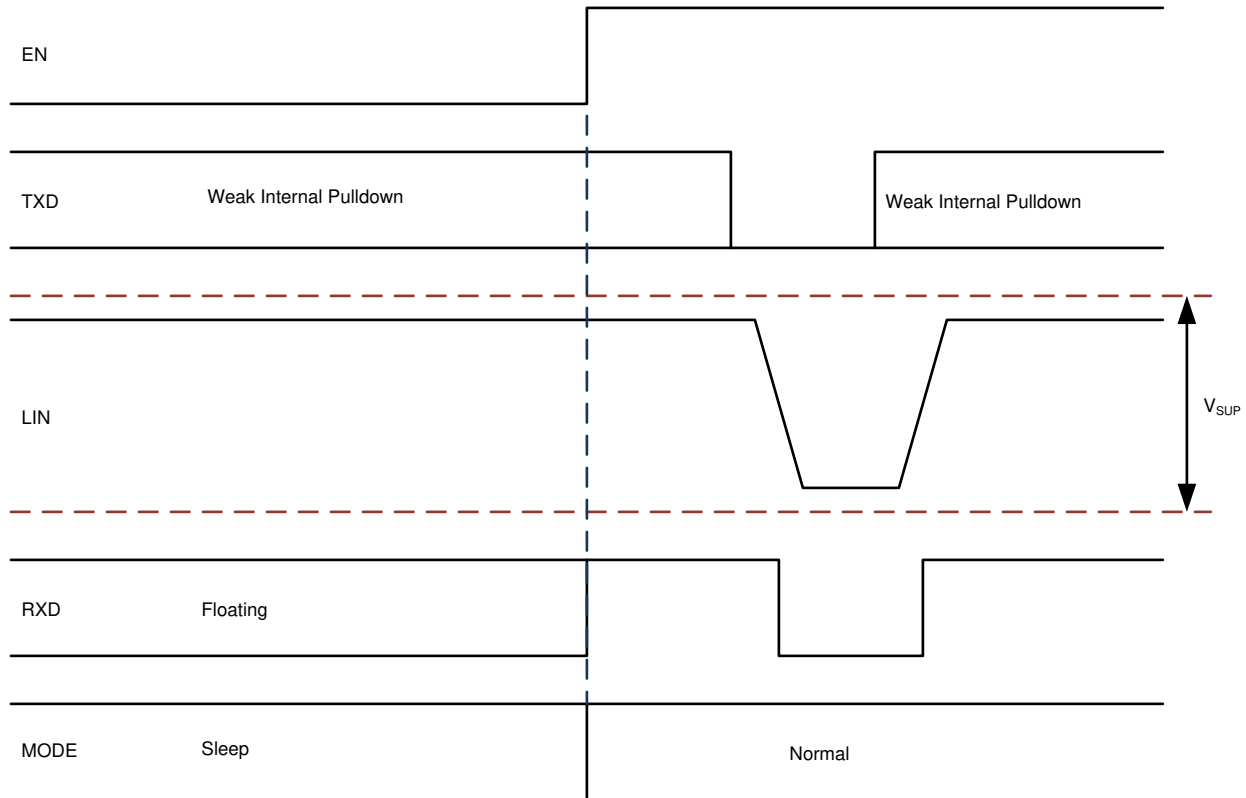 EN
TXD
Weak Internal Pulldown
Weak Internal Pulldown
LIN
VSUP
RXD
Floating
MODE
Sleep
Normal